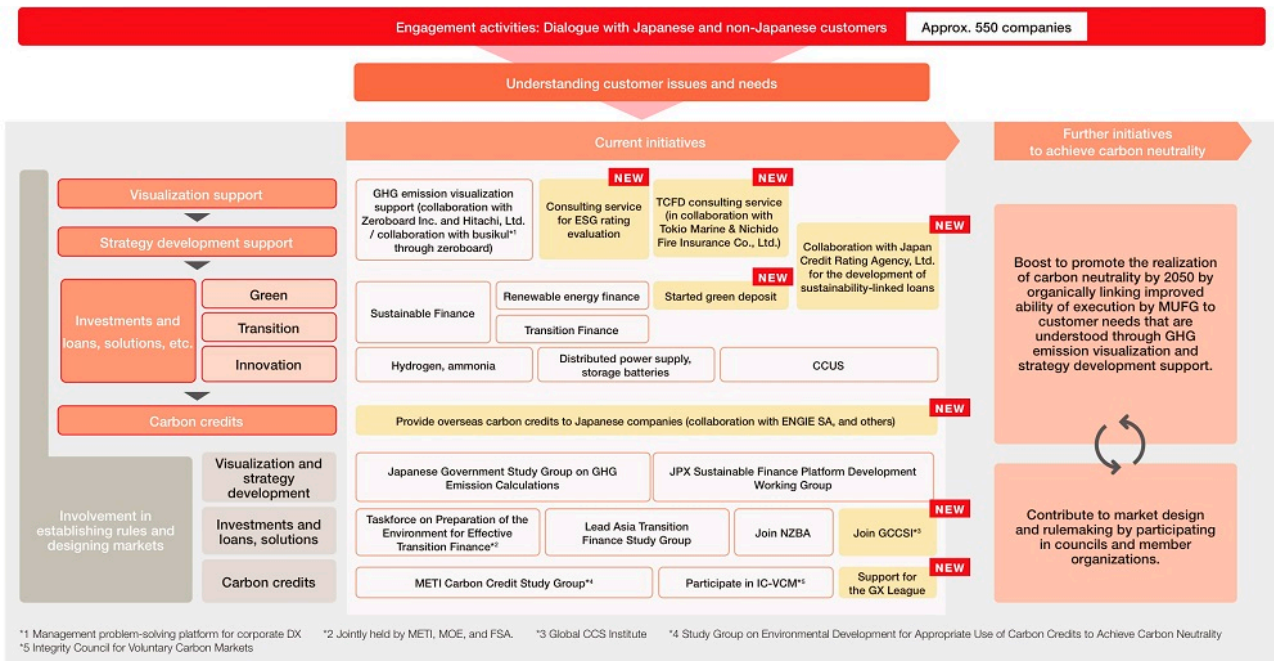 Engagement activities: Dialogue with Japanese and non-Japanese customers
Approx. 550 companies
Understanding customer issues and needs
Current initiatives
Further initiatives
to achieve carbon neutrality
Visualization support
Strategy development support
Investments and
loans, solutions, etc.
Green
Transition
Innovation
Carbon credits
GHG emission visualization
support (collaboration with
Zeroboard Inc. and Hitachi, Ltd.
/ collaboration with busikul*1
through zeroboard)
NEW
Consulting service
for ESG rating
evaluation
NEW
TCFD consulting service
(in collaboration with
Tokio Marine & Nichido
Fire Insurance Co., Ltd.)
NEW
Collaboration with Japan
Credit Rating Agency, Ltd.
for the development of
sustainability-linked loans
Sustainable Finance
Renewable energy finance
Transition Finance
NEW
Started green deposit
Hydrogen, ammonia
Distributed power supply,
storage batteries
CCUS
NEW
Provide overseas carbon credits to Japanese companies (collaboration with ENGIE SA, and others)
Involvement in
establishing rules and
designing markets
Visualization and
strategy
development
Investments and
loans, solutions
Carbon credits
Japanese Government Study Group on GHG
Emission Calculations
JPX Sustainable Finance Platform Development
Working Group
Taskforce on Preparation of the
Environment for Effective
Transition Finance*2
Lead Asia Transition
Finance Study Group
Join NZBA
NEW
Join GCCSI*3
METI Carbon Credit Study Group*4
Participate in IC-VCM*5
NEW
Support for
the GX League
Boost to promote the realization
of carbon neutrality by 2050 by
organically linking improved
ability of execution by MUFG to
customer needs that are
understood through GHG
emission visualization and
strategy development support.
Contribute to market design
and rulemaking by participating
in councils and member
organizations.
*1 Management problem-solving platform for corporate DX
*2 Jointly held by METI, MOE, and FSA.
*3 Global CCS Institute
*4 Study Group on Environmental Development for Appropriate Use of Carbon Credits to Achieve Carbon Neutrality
*5 Integrity Council for Voluntary Carbon Markets